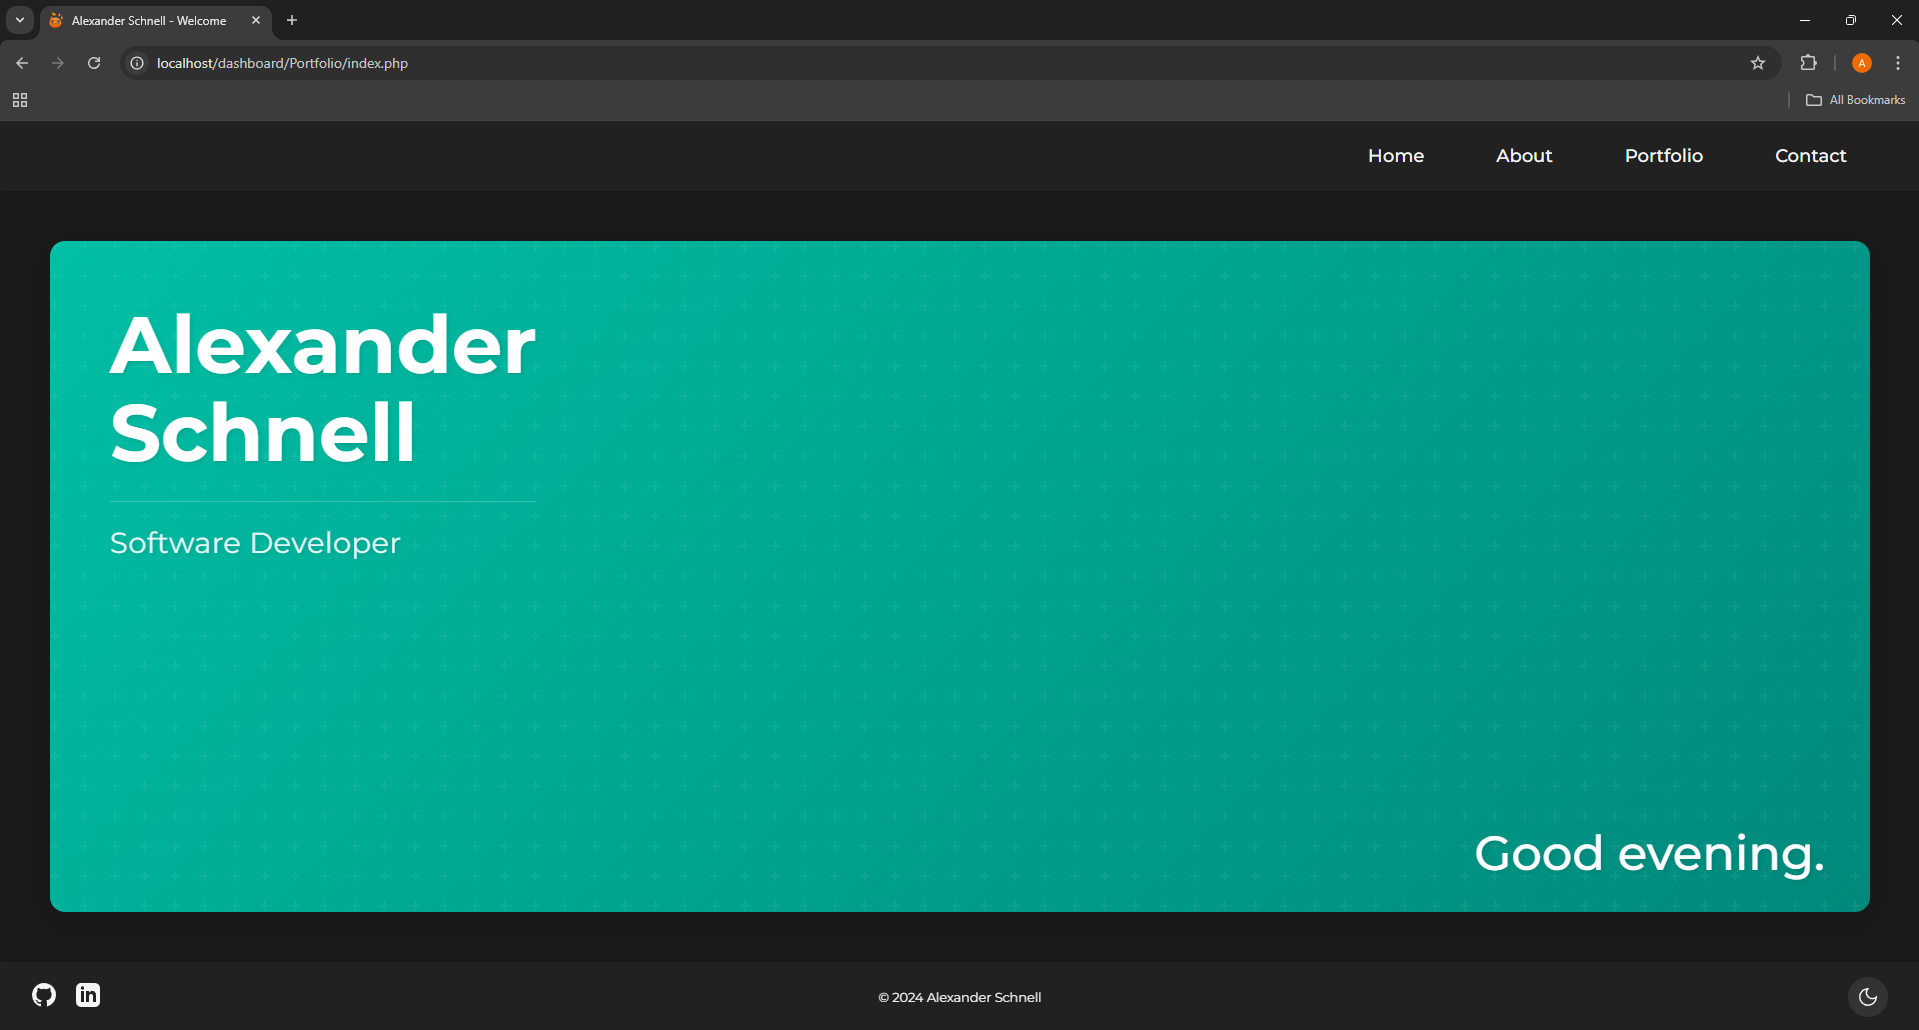 Alexander Schnell - Welcome
localhost/dashboard/Portfolio/index.php
A
All Bookmarks
Home
About
Portfolio
Contact
Alexander
Schnell
Software Developer
Good evening.
in
© 2024 Alexander Schnell